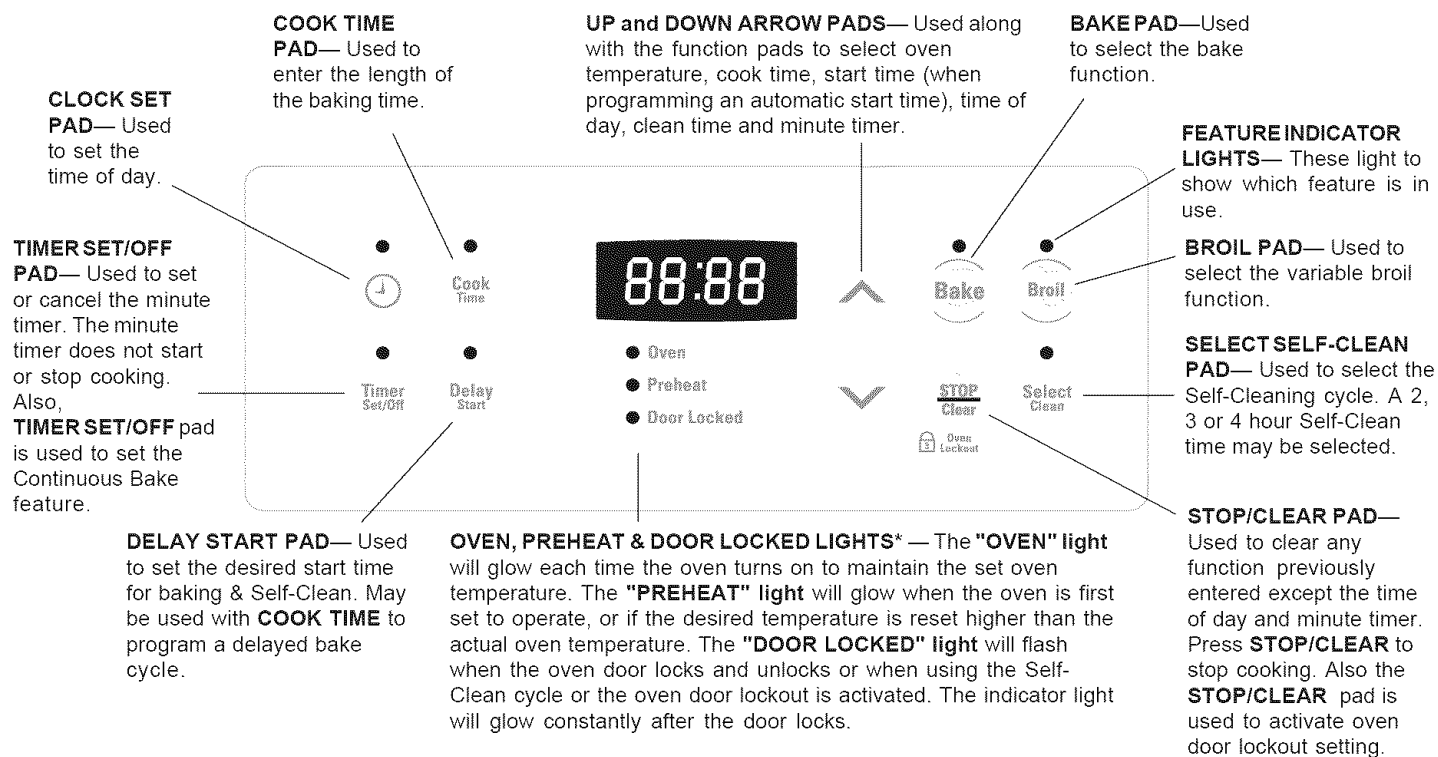 COOK TIME
PAD— Used to
enter the length of
the baking time.
UP and DOWN ARROW PADS— Used along
with the function pads to select oven
temperature, cook time, start time (when
programming an automatic start time), time of
day, clean time and minute timer.
BAKE PAD—Used
to select the bake
function.
CLOCK SET
PAD— Used
to set the
time of day.
FEATURE INDICATOR
LIGHTS— These light to
show which feature is in
use.
TIMER SET/OFF
PAD— Used to set
or cancel the minute
timer. The minute
timer does not start
or stop cooking.
Also,
TIMER SET/OFF pad
is used to set the
Continuous Bake
feature.
BROIL PAD— Used to
select the variable broil
function.
SELECT SELF-CLEAN
PAD— Used to select the
Self-Cleaning cycle. A 2,
3 or 4 hour Self-Clean
time may be selected.
Cook
Time
88:88
Bake
Broil
Timer
Set/Off
Delay
Start
Oven
Preheat
Door Locked
STOP
Clear
Select
Clean
Oven
Lockout
DELAY START PAD— Used
to set the desired start time
for baking & Self-Clean. May
be used with COOK TIME to
program a delayed bake
cycle.
OVEN, PREHEAT & DOOR LOCKED LIGHTS* — The "OVEN" light
will glow each time the oven turns on to maintain the set oven
temperature. The "PREHEAT" light will glow when the oven is first
set to operate, or if the desired temperature is reset higher than the
actual oven temperature. The "DOOR LOCKED" light will flash
when the oven door locks and unlocks or when using the Self-
Clean cycle or the oven door lockout is activated. The indicator light
will glow constantly after the door locks.
STOP/CLEAR PAD—
Used to clear any
function previously
entered except the time
of day and minute timer.
Press STOP/CLEAR to
stop cooking. Also the
STOP/CLEAR pad is
used to activate oven
door lockout setting.